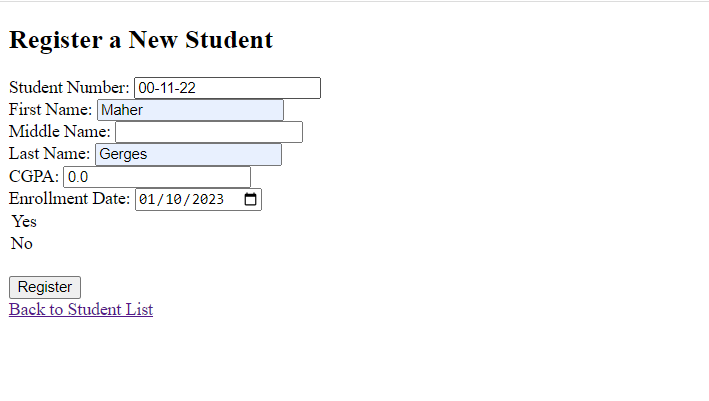 Register a New Student
Student Number: 00-11-22
First Name: Maher
Middle Name:
Last Name: Gerges
CGPA: 0.0
Enrollment Date: 01/10/2023
Yes
No
Register
Back to Student List